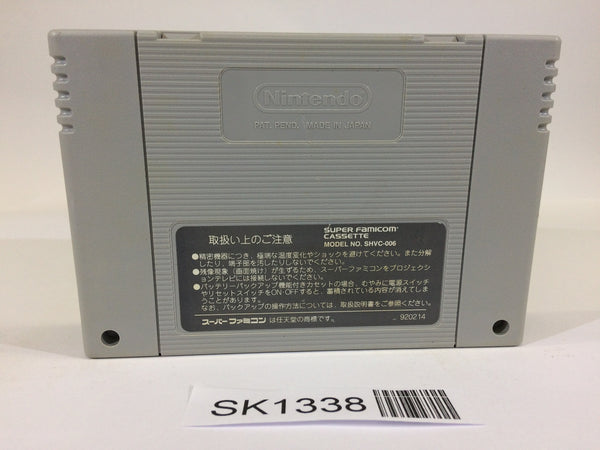 Nintendo
PAT. PEND. MADE IN JAPAN
取扱い上のご注意
SUPER FAMICOM
CASSETTE
MODEL NO. SHVC-006
●精密機器につき、極端な温度変化やショックを避けてください。また分解
したり、端子部を汚したりしないでください。
●残像現象（画面焼け）が生ずるため、スーパーファミコンをプロジェクシ
ョンテレビには接続しないでください。
●バッテリーバックアップ機能付きカセットの場合、むやみに電源スイッチ
やリセットスイッチをON・OFFすると、蓄積されている内容が消えてしま
うことがあります。
なお、バックアップの操作方法については、取扱説明書をご参照ください。
スーパーファミコンは任天堂の商標です。
920214
SK1338